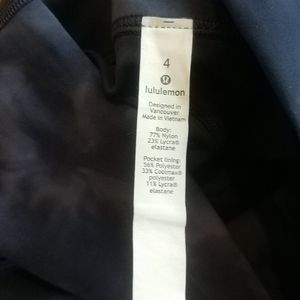 4
lululemon
Designed in
Vancouver
Made in Vietnam
Body:
77% Nylon
23% Lycra®
elastane
Pocket lining:
56% Polyester
33% Coolmax®
polyester
11% Lycra®
elastane